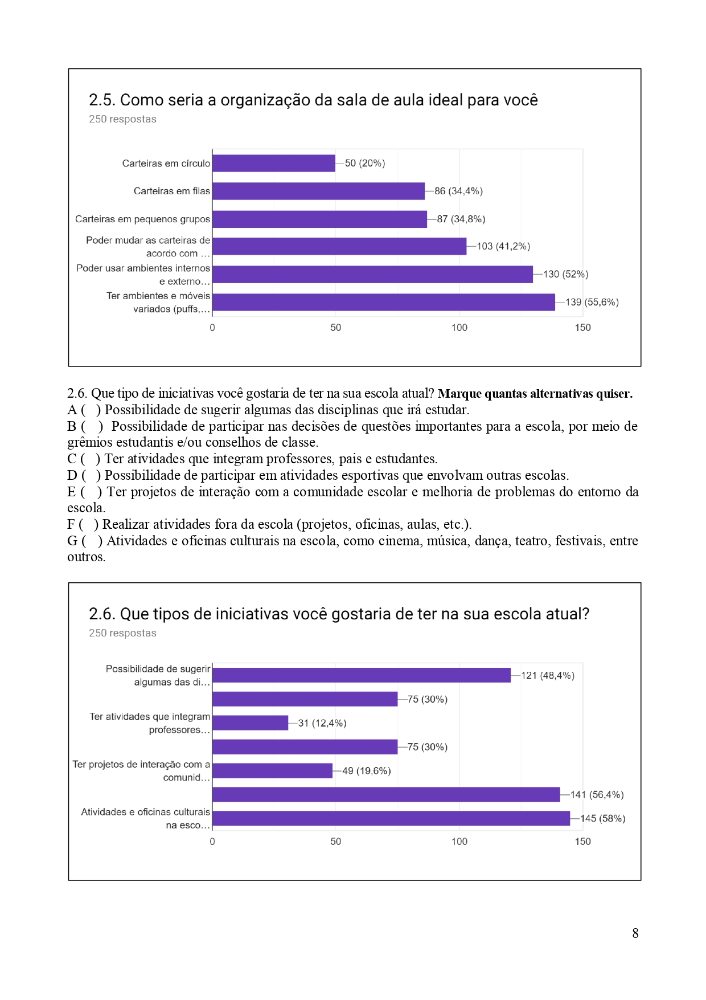 2.5. Como seria a organização da sala de aula ideal para você
250 respostas
Carteiras em círculo
50 (20%)
Carteiras em filas
86 (34,4%)
Carteiras em pequenos grupos
87 (34,8%)
Poder mudar as carteiras de
acordo com …
103 (41,2%)
Poder usar ambientes internos
e externo…
130 (52%)
Ter ambientes e móveis
variados (puffs,…
139 (55,6%)
0 50 100 150
2.6. Que tipo de iniciativas você gostaria de ter na sua escola atual? Marque quantas alternativas quiser.
A (   ) Possibilidade de sugerir algumas das disciplinas que irá estudar.
B (   )  Possibilidade de participar nas decisões de questões importantes para a escola, por meio de
grêmios estudantis e/ou conselhos de classe.
C (   ) Ter atividades que integram professores, pais e estudantes.
D (   ) Possibilidade de participar em atividades esportivas que envolvam outras escolas.
E (   ) Ter projetos de interação com a comunidade escolar e melhoria de problemas do entorno da
escola.
F (   ) Realizar atividades fora da escola (projetos, oficinas, aulas, etc.).
G (   ) Atividades e oficinas culturais na escola, como cinema, música, dança, teatro, festivais, entre
outros.
2.6. Que tipos de iniciativas você gostaria de ter na sua escola atual?
250 respostas
Possibilidade de sugerir
algumas das di…
121 (48,4%)
75 (30%)
Ter atividades que integram
professores…
31 (12,4%)
75 (30%)
Ter projetos de interação com a
comunid…
49 (19,6%)
141 (56,4%)
Atividades e oficinas culturais
na esco…
145 (58%)
0 50 100 150
8